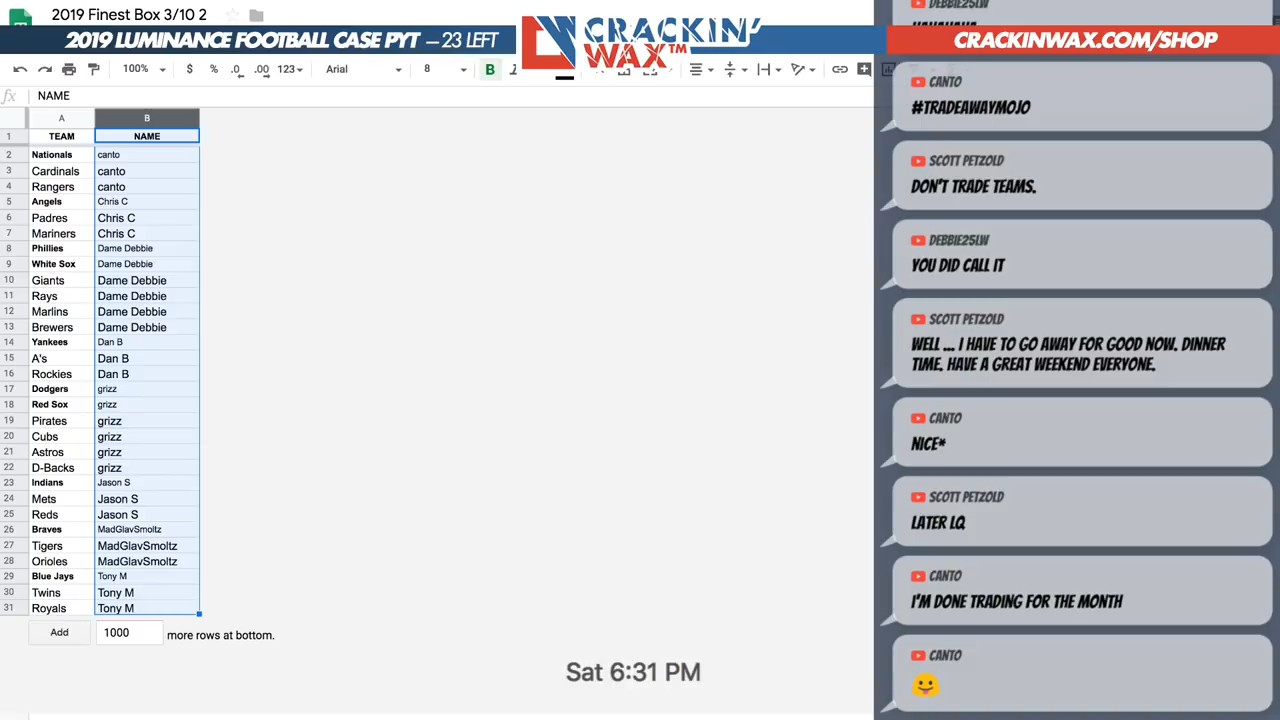 2019 Finest Box 3/10 2
2019 LUMINANCE FOOTBALL CASE PYT – 23 LEFT
CRACKIN'
WAX™
CRACKINWAX.COM/SHOP
100% $ % .0 .00 123 Arial 8 B
fx NAME
A B
1 TEAM NAME
2 Nationals canto
3 Cardinals canto
4 Rangers canto
5 Angels Chris C
6 Padres Chris C
7 Mariners Chris C
8 Phillies Dame Debbie
9 White Sox Dame Debbie
10 Giants Dame Debbie
11 Rays Dame Debbie
12 Marlins Dame Debbie
13 Brewers Dame Debbie
14 Yankees Dan B
15 A's Dan B
16 Rockies Dan B
17 Dodgers grizz
18 Red Sox grizz
19 Pirates grizz
20 Cubs grizz
21 Astros grizz
22 D-Backs grizz
23 Indians Jason S
24 Mets Jason S
25 Reds Jason S
26 Braves MadGlavSmoltz
27 Tigers MadGlavSmoltz
28 Orioles MadGlavSmoltz
29 Blue Jays Tony M
30 Twins Tony M
31 Royals Tony M
Add 1000 more rows at bottom.
Sat 6:31 PM
DEBBIE25LW
CANTO
#TRADEAWAYMOJO
SCOTT PETZOLD
DON'T TRADE TEAMS.
DEBBIE25LW
YOU DID CALL IT
SCOTT PETZOLD
WELL ... I HAVE TO GO AWAY FOR GOOD NOW. DINNER
TIME. HAVE A GREAT WEEKEND EVERYONE.
CANTO
NICE*
SCOTT PETZOLD
LATER LQ
CANTO
I'M DONE TRADING FOR THE MONTH
CANTO